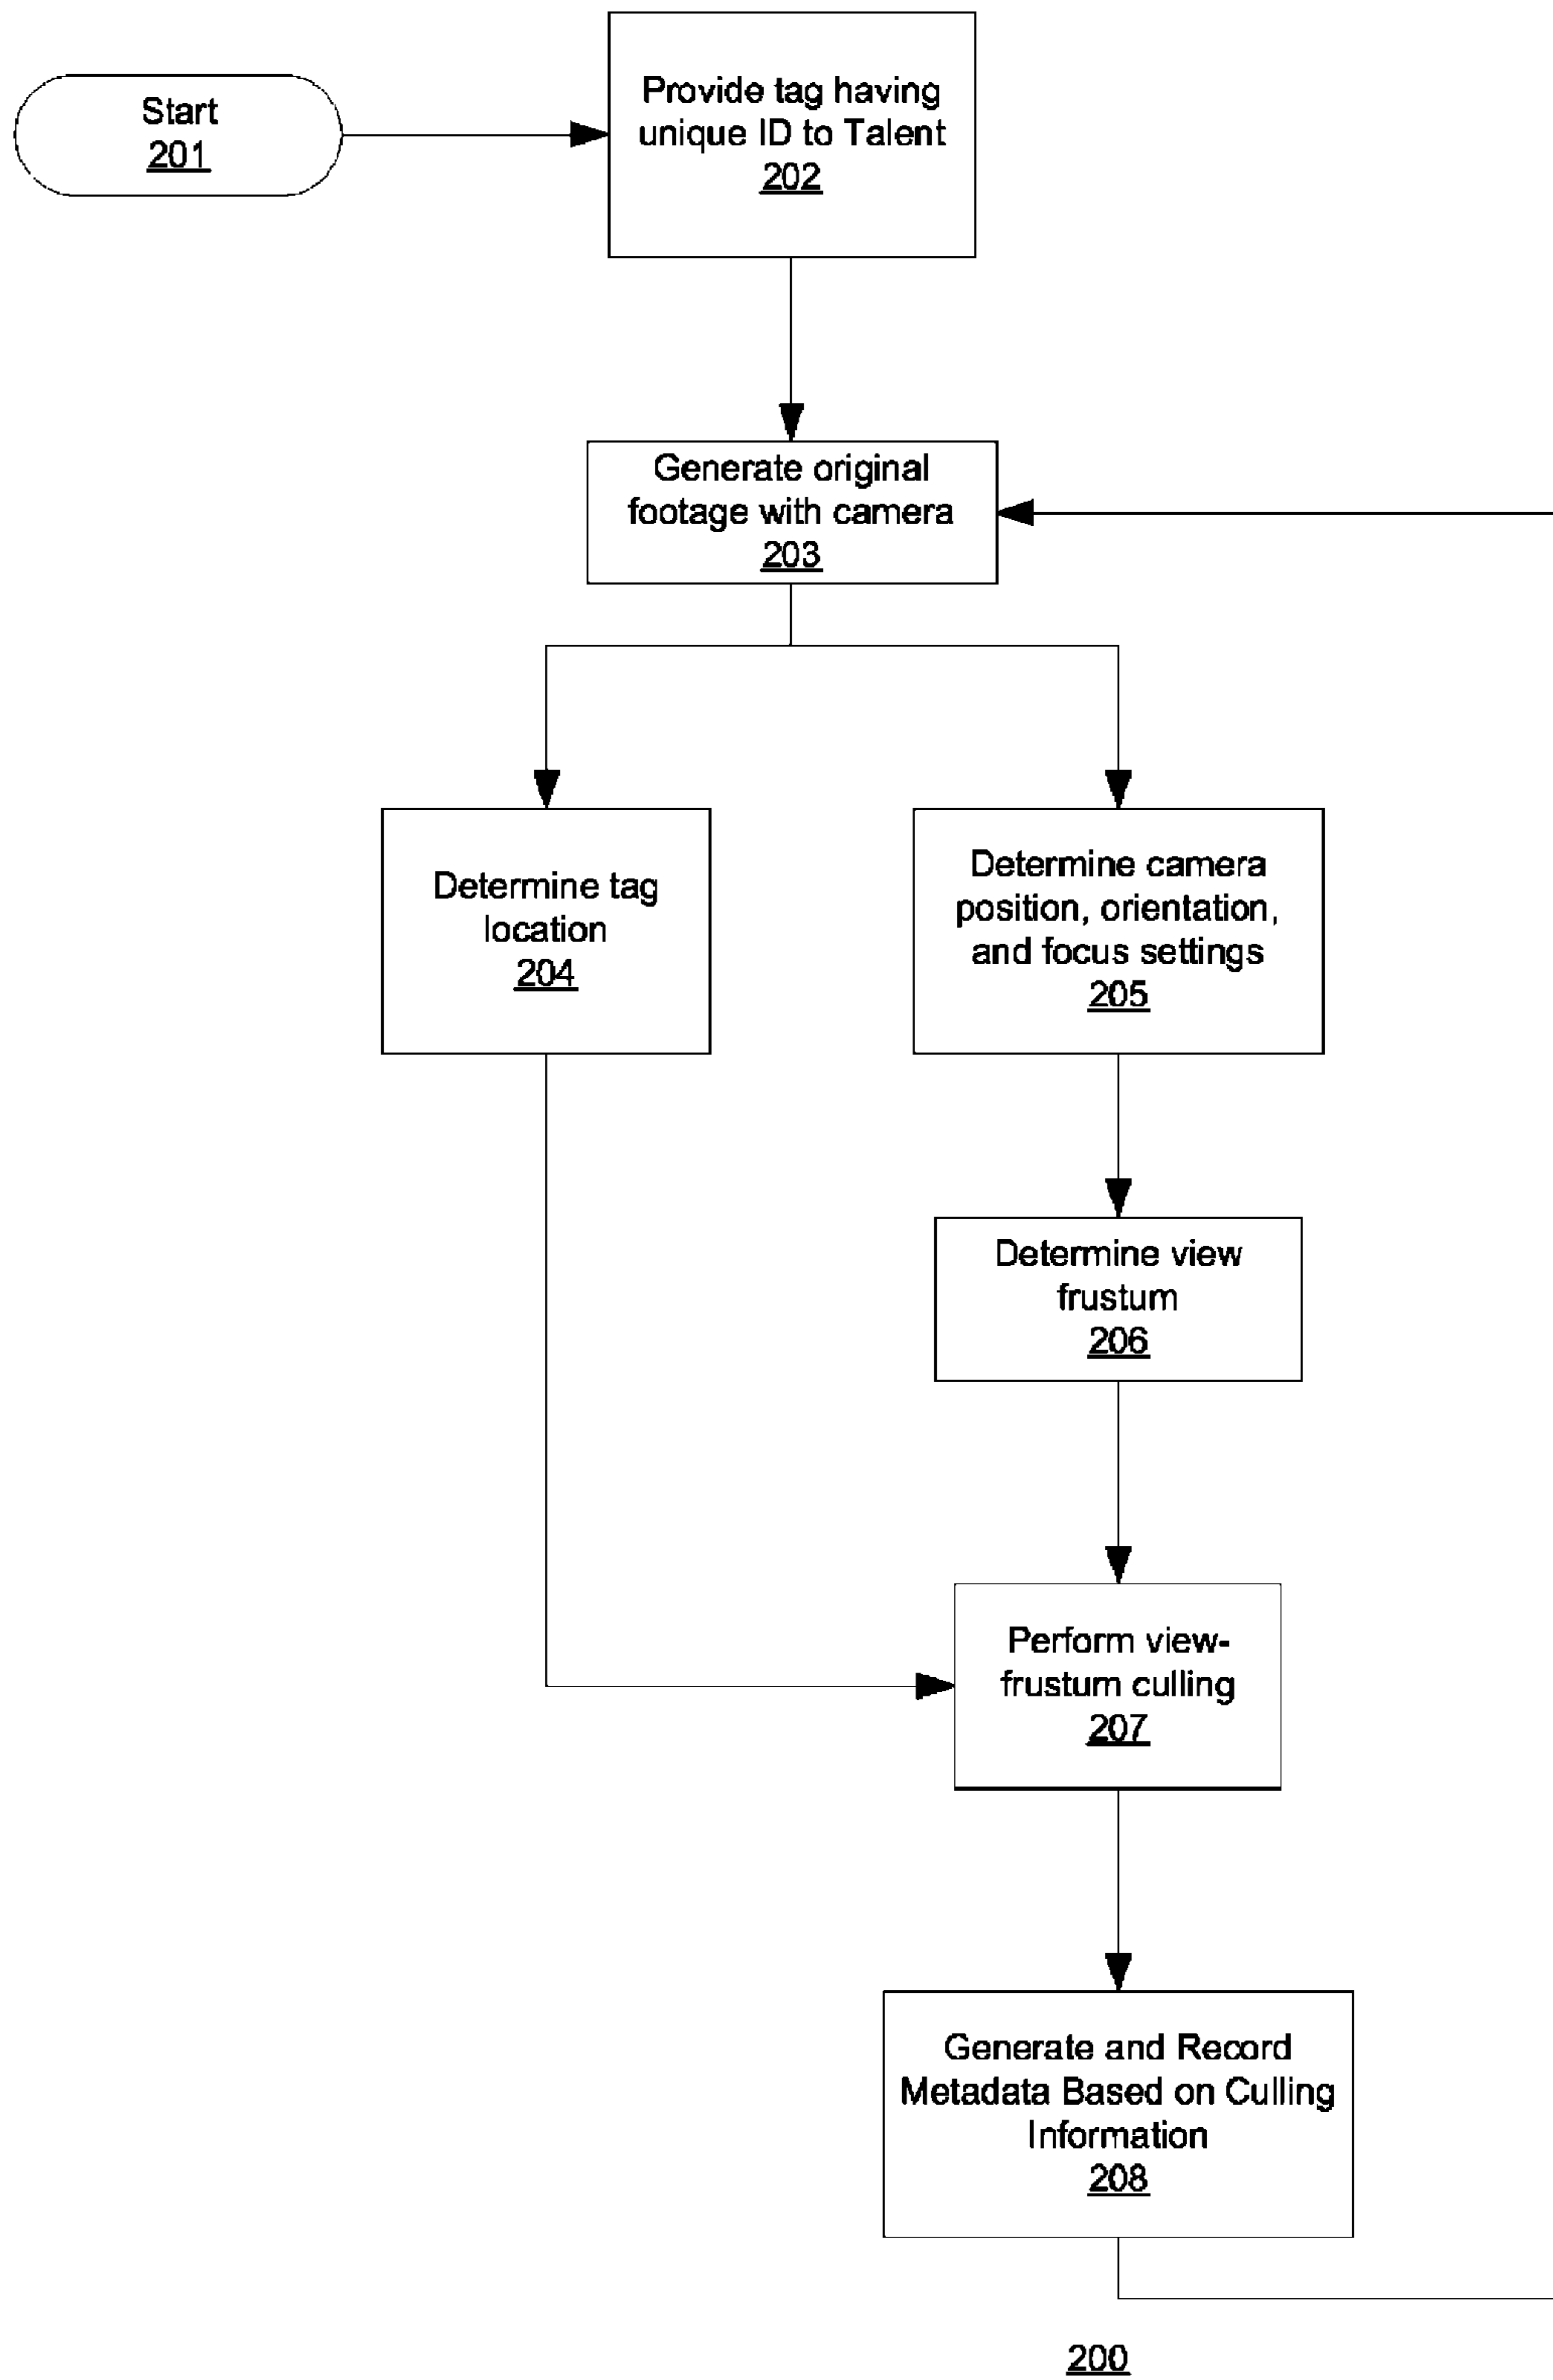 Start
201
Provide tag having
unique ID to Talent
202
Generate original
footage with camera
203
Determine tag
location
204
Determine camera
position, orientation,
and focus settings
205
Determine view
frustum
206
Perform view-
frustum culling
207
Generate and Record
Metadata Based on Culling
Information
208
200